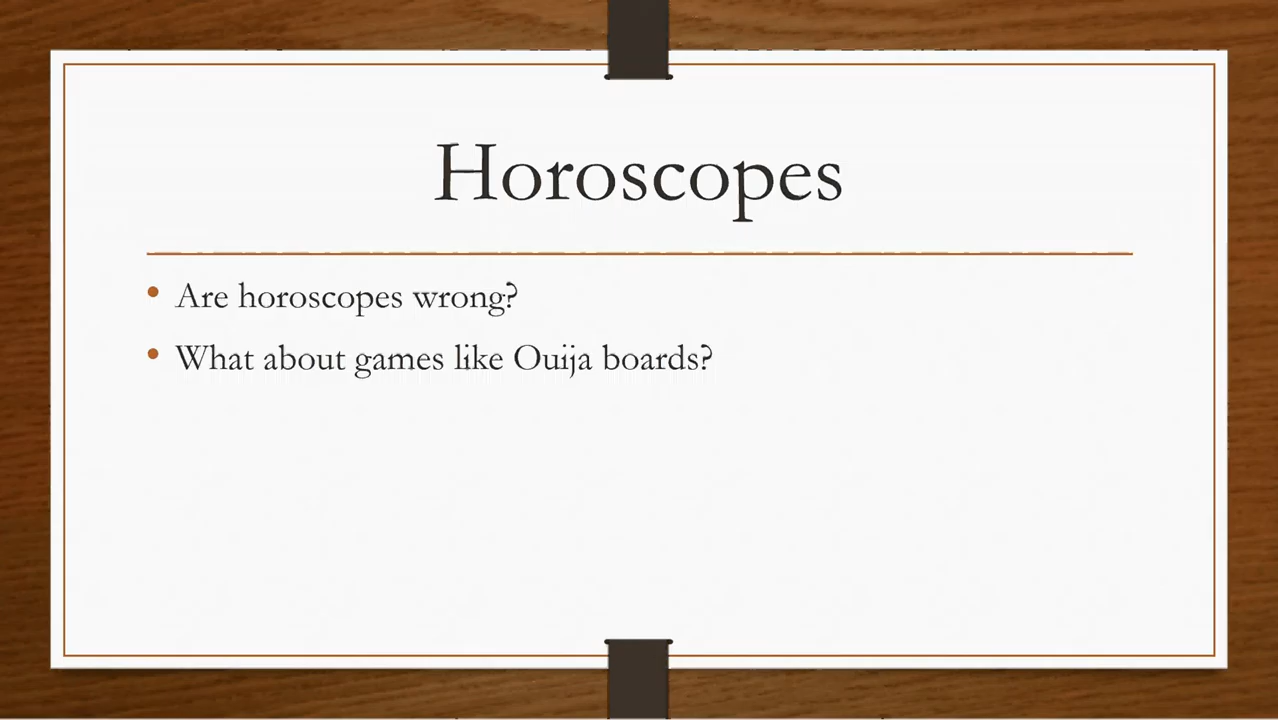 Horoscopes
• Are horoscopes wrong?
• What about games like Ouija boards?